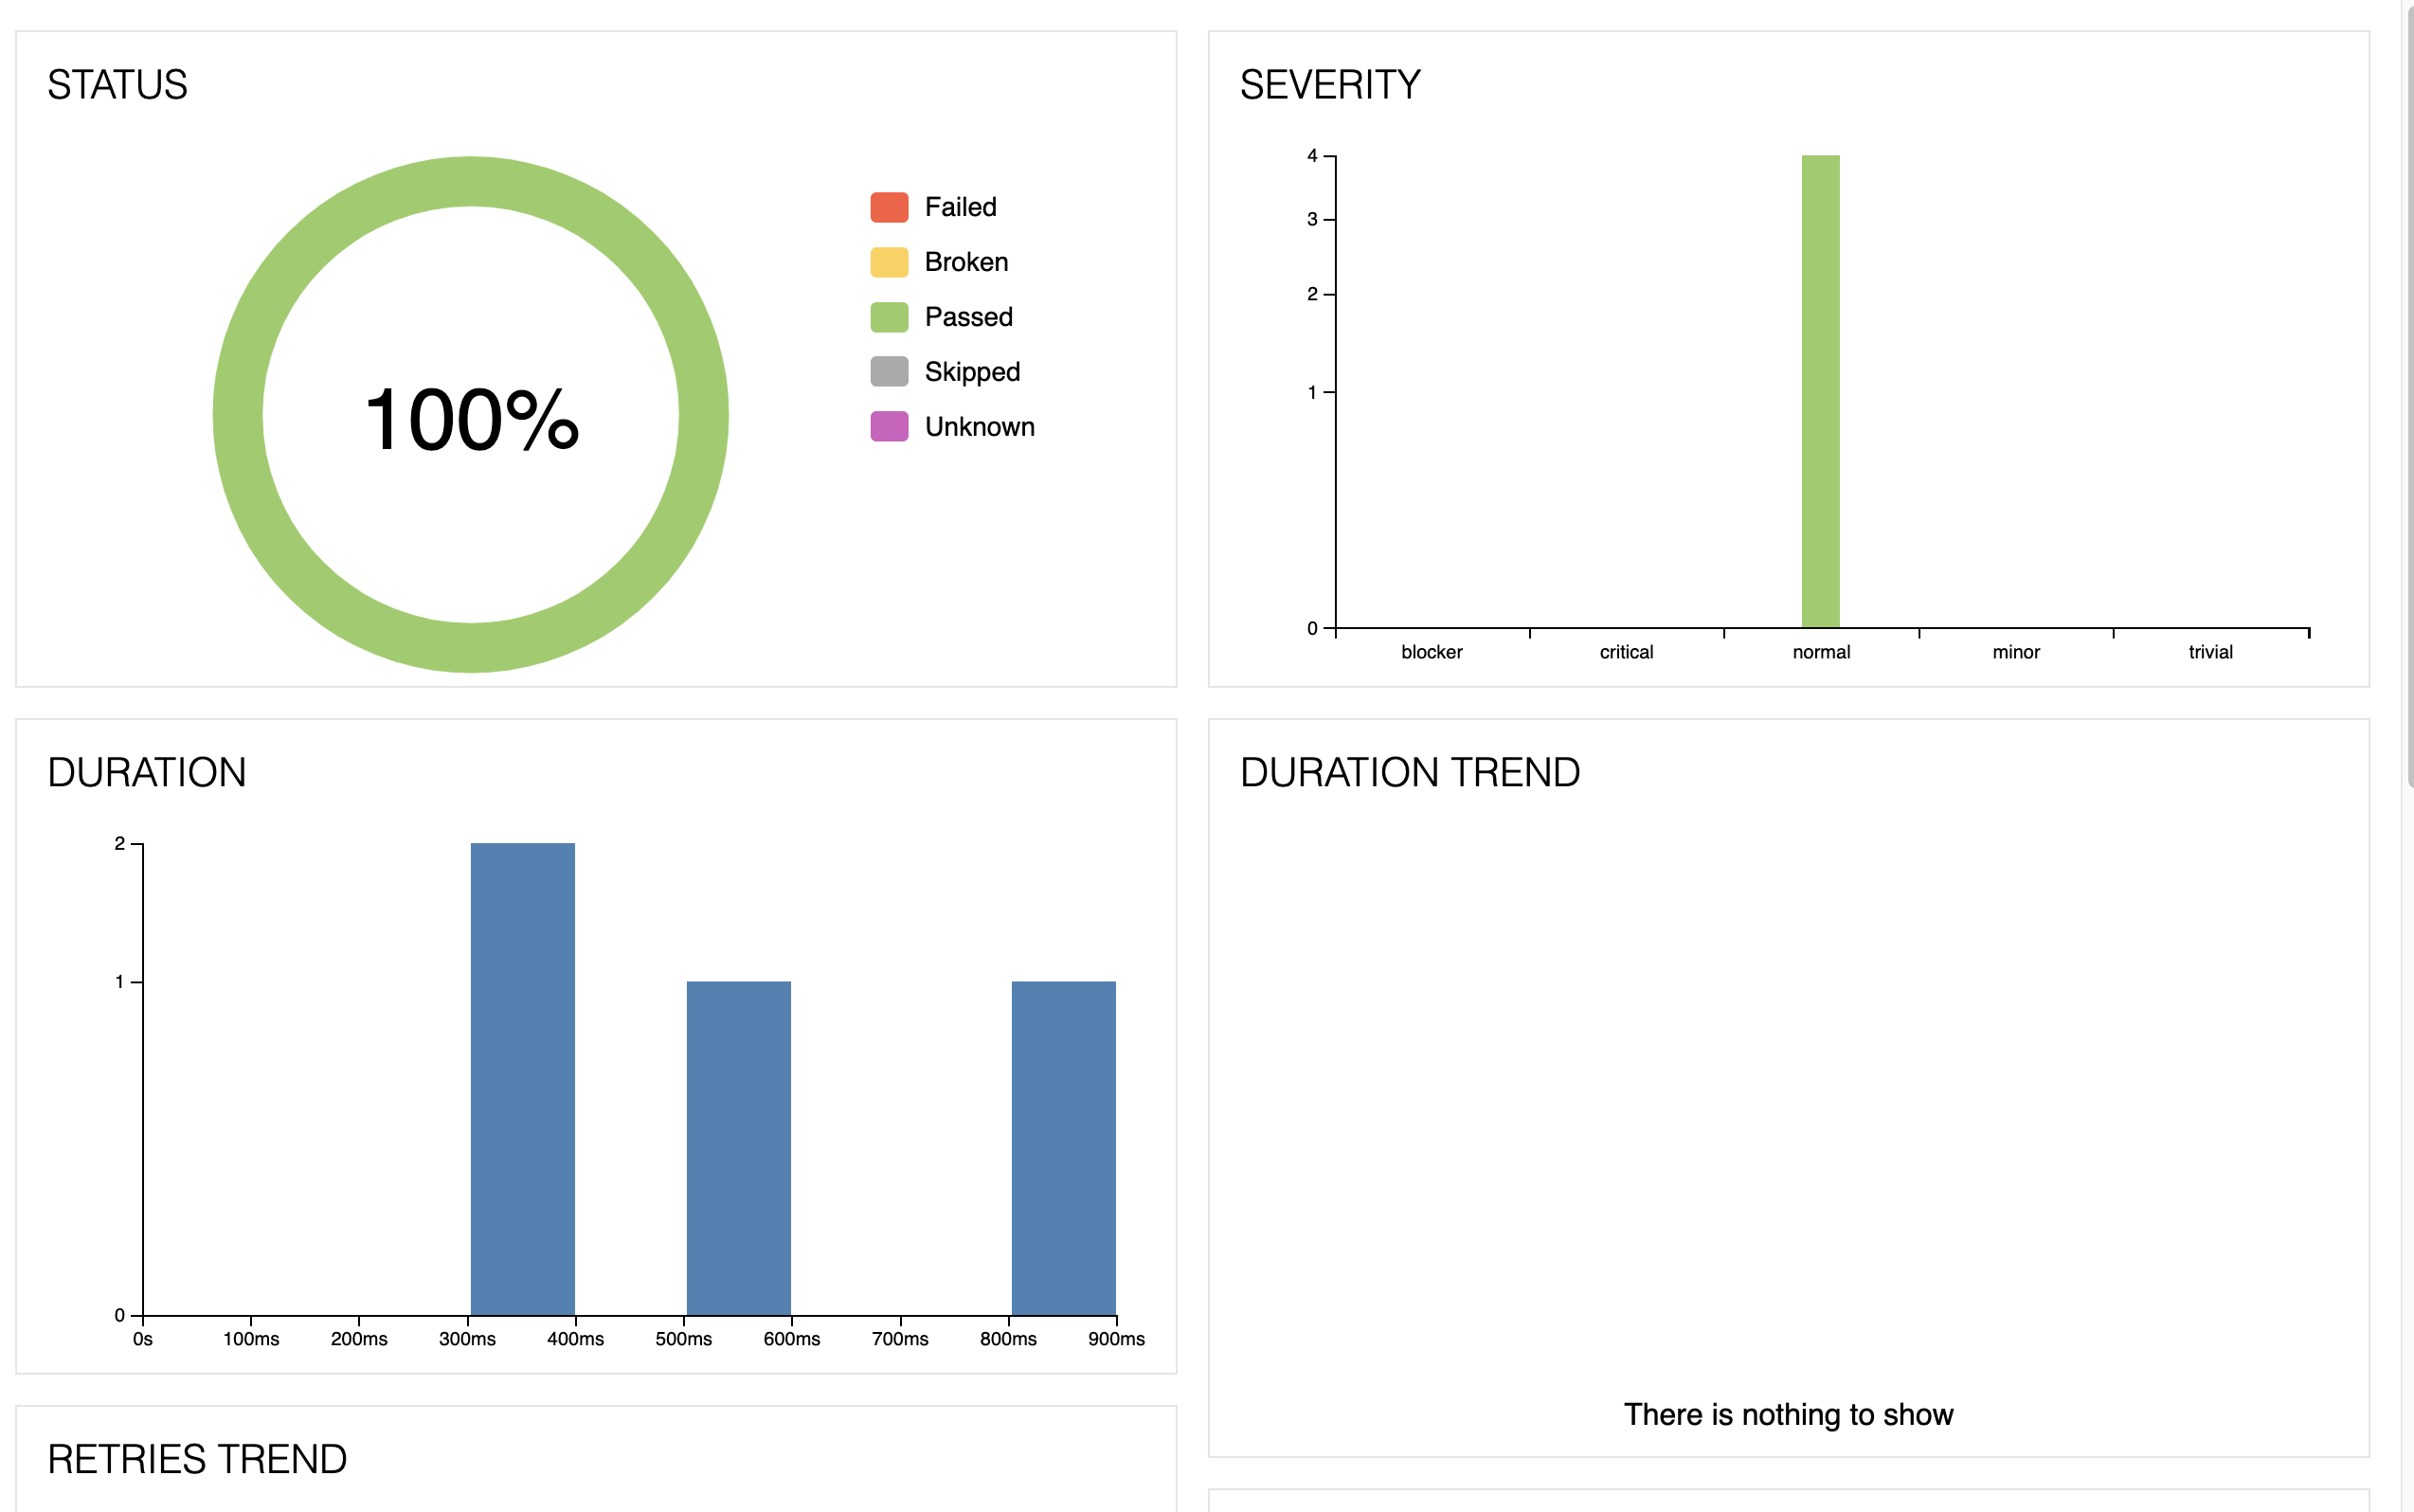 STATUS
100%
Failed
Broken
Passed
Skipped
Unknown
SEVERITY
4
3
2
1
0
blocker critical normal minor trivial
DURATION
2
1
0
0s 100ms 200ms 300ms 400ms 500ms 600ms 700ms 800ms 900ms
DURATION TREND
There is nothing to show
RETRIES TREND